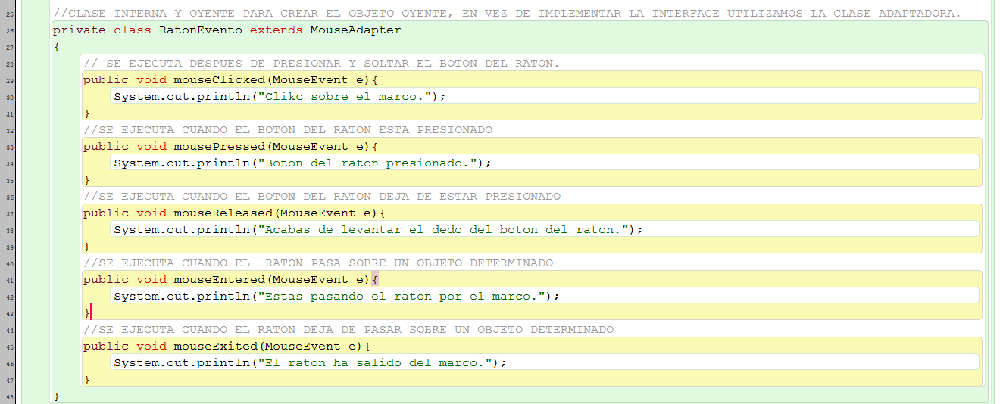 25 //CLASE INTERNA Y OYENTE PARA CREAR EL OBJETO OYENTE, EN VEZ DE IMPLEMENTAR LA INTERFACE UTILIZAMOS LA CLASE ADAPTADORA.
26 private class RatonEvento extends MouseAdapter
27 {
28 // SE EJECUTA DESPUES DE PRESIONAR Y SOLTAR EL BOTON DEL RATON.
29 public void mouseClicked(MouseEvent e){
30 System.out.println("Clikc sobre el marco.");
31 }
32 //SE EJECUTA CUANDO EL BOTON DEL RATON ESTA PRESIONADO
33 public void mousePressed(MouseEvent e){
34 System.out.println("Boton del raton presionado.");
35 }
36 //SE EJECUTA CUANDO EL BOTON DEL RATON DEJA DE ESTAR PRESIONADO
37 public void mouseReleased(MouseEvent e){
38 System.out.println("Acabas de levantar el dedo del boton del raton.");
39 }
40 //SE EJECUTA CUANDO EL  RATON PASA SOBRE UN OBJETO DETERMINADO
41 public void mouseEntered(MouseEvent e){
42 System.out.println("Estas pasando el raton por el marco.");
43 }
44 //SE EJECUTA CUANDO EL RATON DEJA DE PASAR SOBRE UN OBJETO DETERMINADO
45 public void mouseExited(MouseEvent e){
46 System.out.println("El raton ha salido del marco.");
47 }
48 }